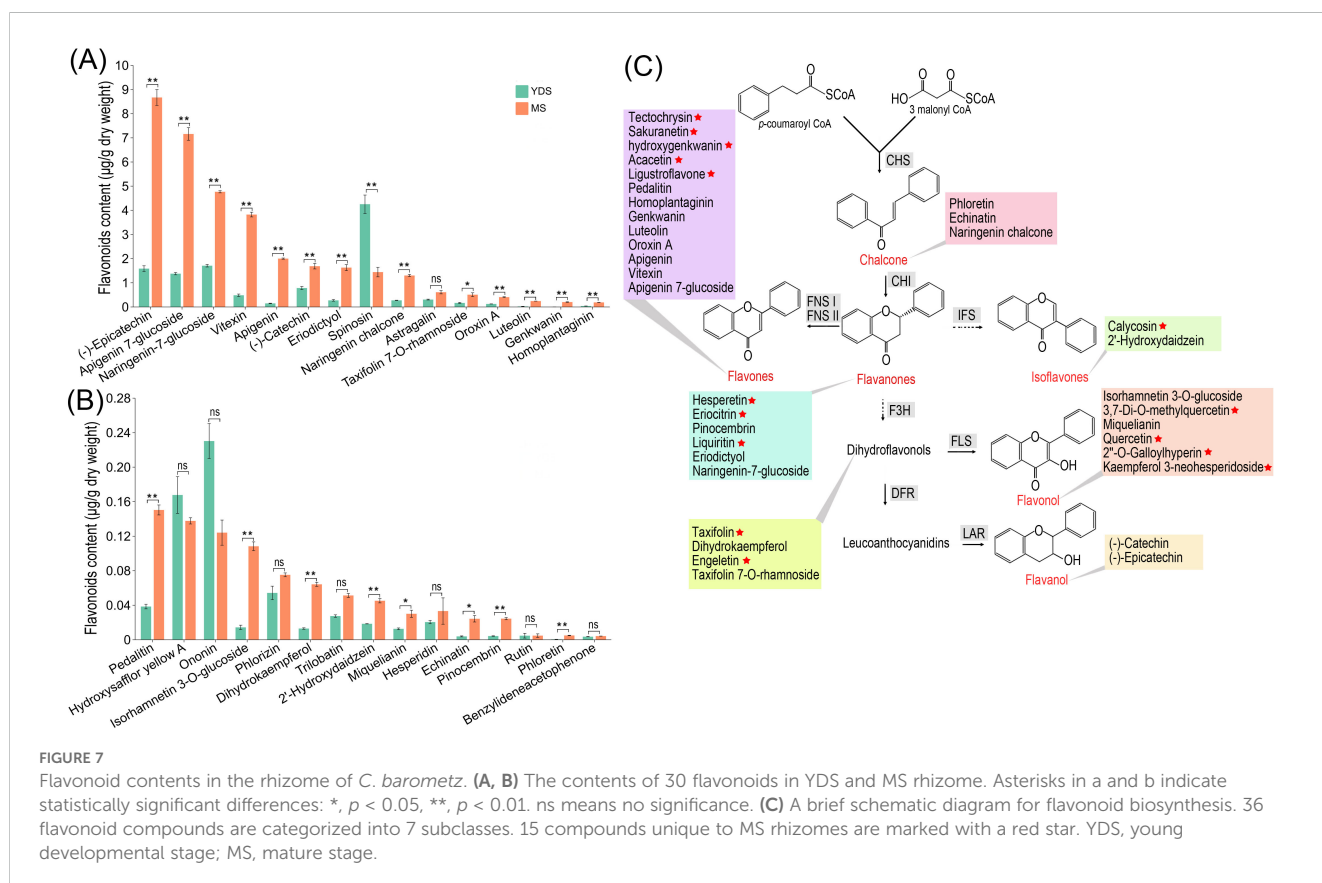 (A)
Flavonoids content (μg/g dry weight)
10
9
8
7
6
5
4
3
2
1
0
YDS
MS
**
**
**
**
**
**
**
**
**
ns
*
**
**
**
**
(-)-Epicatechin
Apigenin 7-glucoside
Naringenin-7-glucoside
Vitexin
Apigenin
(-)-Catechin
Eriodictyol
Spinosin
Naringin chalcone
Astragalin
Taxifolin 7-O-rhamnoside
Oroxin A
Luteolin
Genkwanin
Homoplantaginin
(B)
Flavonoids content (μg/g dry weight)
0.28
0.24
0.20
0.16
0.12
0.08
0.04
0
**
ns
ns
**
ns
**
ns
**
*
ns
*
**
ns
**
ns
Pedalitin
Hydroxysafflor yellow A
Ononin
Isorhamnetin 3-O-glucoside
Phlorizin
Dihydrokaempferol
Trilobatin
2'-Hydroxydaidzein
Miquelianin
Hesperidin
Echinatin
Pinocembrin
Rutin
Phloretin
Benzylideneacetophenone
(C)
Tectochrysin ★
Sakuranetin ★
hydroxygenkwanin ★
Acacetin ★
Ligustroflavone ★
Pedalitin
Homoplantaginin
Genkwanin
Luteolin
Oroxin A
Apigenin
Vitexin
Apigenin 7-glucoside
O
SCoA
p-coumaroyl CoA
O O
HO SCoA
3 malonyl CoA
CHS
O
Chalcone
Phloretin
Echinatin
Naringenin chalcone
CHI
FNS I
FNS II
IFS
O
O
Flavones
O
O
Flavanones
O
O
Isoflavones
Calycosin ★
2'-Hydroxydaidzein
Hesperetin ★
Eriocitrin ★
Pinocembrin
Liquiritin ★
Eriodictyol
Naringenin-7-glucoside
F3H
Dihydroflavonols
FLS
O
OH
O
Flavonol
Isorhamnetin 3-O-glucoside
3,7-Di-O-methylquercetin ★
Miquelianin
Quercetin ★
2"-O-Galloylhyperin ★
Kaempferol 3-neohesperidoside ★
DFR
Taxifolin ★
Dihydrokaempferol
Engeletin ★
Taxifolin 7-O-rhamnoside
Leucoanthocyanidins
LAR
O
OH
Flavanol
(-)-Catechin
(-)-Epicatechin
FIGURE 7
Flavonoid contents in the rhizome of C. barometz. (A, B) The contents of 30 flavonoids in YDS and MS rhizome. Asterisks in a and b indicate
statistically significant differences: *, p < 0.05, **, p < 0.01. ns means no significance. (C) A brief schematic diagram for flavonoid biosynthesis. 36
flavonoid compounds are categorized into 7 subclasses. 15 compounds unique to MS rhizomes are marked with a red star. YDS, young
developmental stage; MS, mature stage.